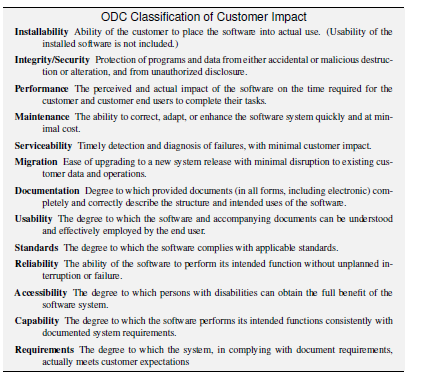 ODC Classification of Customer Impact
Installability Ability of the customer to place the software into actual use. (Usability of the
installed software is not included.)
Integrity/Security Protection of programs and data from either accidental or malicious destruc-
tion or alteration, and from unauthorized disclosure.
Performance The perceived and actual impact of the software on the time required for the
customer and customer end users to complete their tasks.
Maintenance The ability to correct, adapt, or enhance the software system quickly and at min-
imal cost.
Serviceability Timely detection and diagnosis of failures, with minimal customer impact.
Migration Ease of upgrading to a new system release with minimal disruption to existing cus-
tomer data and operations.
Documentation Degree to which provided documents (in all forms, including electronic) com-
pletely and correctly describe the structure and intended uses of the software.
Usability The degree to which the software and accompanying documents can be understood
and effectively employed by the end user.
Standards The degree to which the software complies with applicable standards.
Reliability The ability of the software to perform its intended function without unplanned in-
terruption or failure.
Accessibility The degree to which persons with disabilities can obtain the full benefit of the
software system.
Capability The degree to which the software performs its intended functions consistently with
documented system requirements.
Requirements The degree to which the system, in complying with document requirements,
actually meets customer expectations